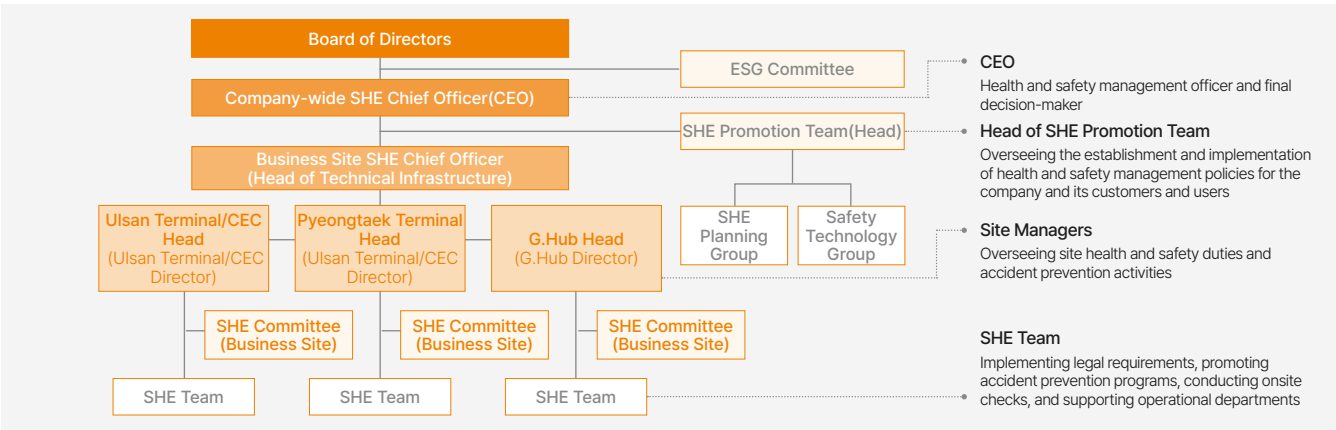 Board of Directors
ESG Committee
Company-wide SHE Chief Officer(CEO)
SHE Promotion Team(Head)
Business Site SHE Chief Officer
(Head of Technical Infrastructure)
Ulsan Terminal/CEC
Head
(Ulsan Terminal/CEC
Director)
Pyeongtaek Terminal
Head
(Ulsan Terminal/CEC
Director)
G.Hub Head
(G.Hub Director)
SHE
Planning
Group
Safety
Technology
Group
SHE Committee
(Business Site)
SHE Committee
(Business Site)
SHE Committee
(Business Site)
SHE Team
SHE Team
SHE Team
CEO
Health and safety management officer and final
decision-maker
Head of SHE Promotion Team
Overseeing the establishment and implementation
of health and safety management policies for the
company and its customers and users
Site Managers
Overseeing site health and safety duties and
accident prevention activities
SHE Team
Implementing legal requirements, promoting
accident prevention programs, conducting onsite
checks, and supporting operational departments